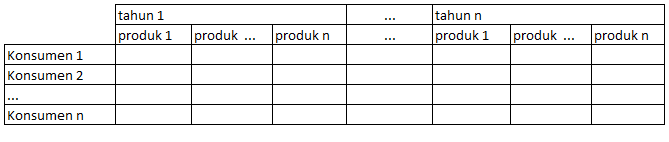 tahun 1 ... tahun n
produk 1 produk ... produk n ... produk 1 produk ... produk n
Konsumen 1
Konsumen 2
...
Konsumen n